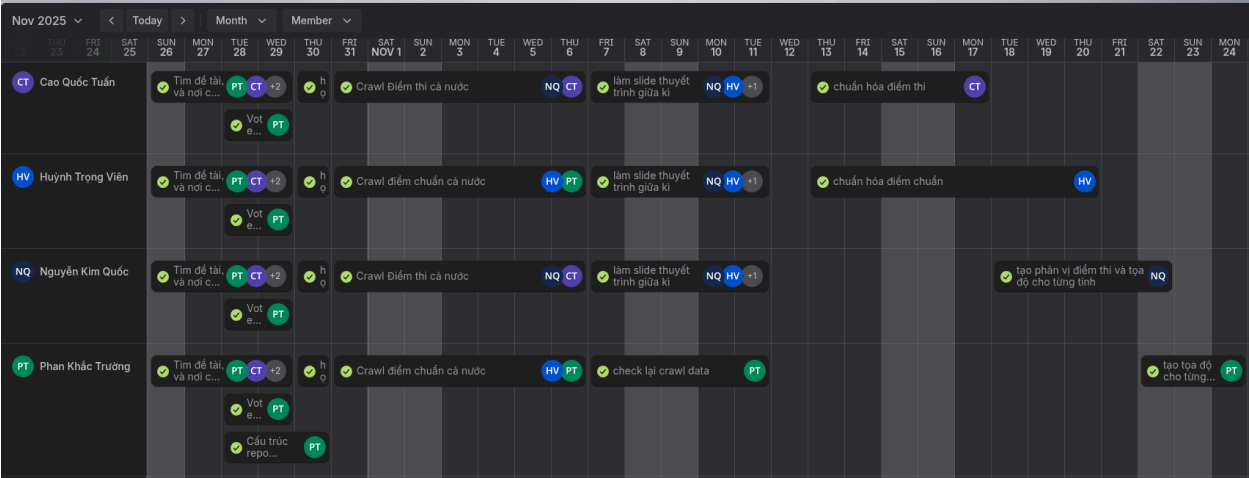 Nov 2025
Today
Month
Member
THU 23
FRI 24
SAT 25
SUN 26
MON 27
TUE 28
WED 29
THU 30
FRI 31
SAT NOV 1
SUN 2
MON 3
TUE 4
WED 5
THU 6
FRI 7
SAT 8
SUN 9
MON 10
TUE 11
WED 12
THU 13
FRI 14
SAT 15
SUN 16
MON 17
TUE 18
WED 19
THU 20
FRI 21
SAT 22
SUN 23
MON 24
CT Cao Quốc Tuấn
Tìm đề tài,
và nơi c...
PT CT +2
h
ọ
Crawl Điểm thi cả nước
NQ CT
làm slide thuyết
trình giữa kì
NQ HV +1
chuẩn hóa điểm thi
CT
Vot
e...
PT
HV Huỳnh Trọng Viên
Tìm đề tài,
và nơi c...
PT CT +2
h
ọ
Crawl điểm chuẩn cả nước
HV PT
làm slide thuyết
trình giữa kì
NQ HV +1
chuẩn hóa điểm chuẩn
HV
Vot
e...
PT
NQ Nguyễn Kim Quốc
Tìm đề tài,
và nơi c...
PT CT +2
h
ọ
Crawl Điểm thi cả nước
NQ CT
làm slide thuyết
trình giữa kì
NQ HV +1
tạo phân vị điểm thi và tọa
độ cho từng tỉnh
NQ
Vot
e...
PT
PT Phan Khắc Trường
Tìm đề tài,
và nơi c...
PT CT +2
h
ọ
Crawl điểm chuẩn cả nước
HV PT
check lại crawl data
PT
tạo tọa độ
cho từng...
PT
Vot
e...
PT
Cấu trúc
repo...
PT